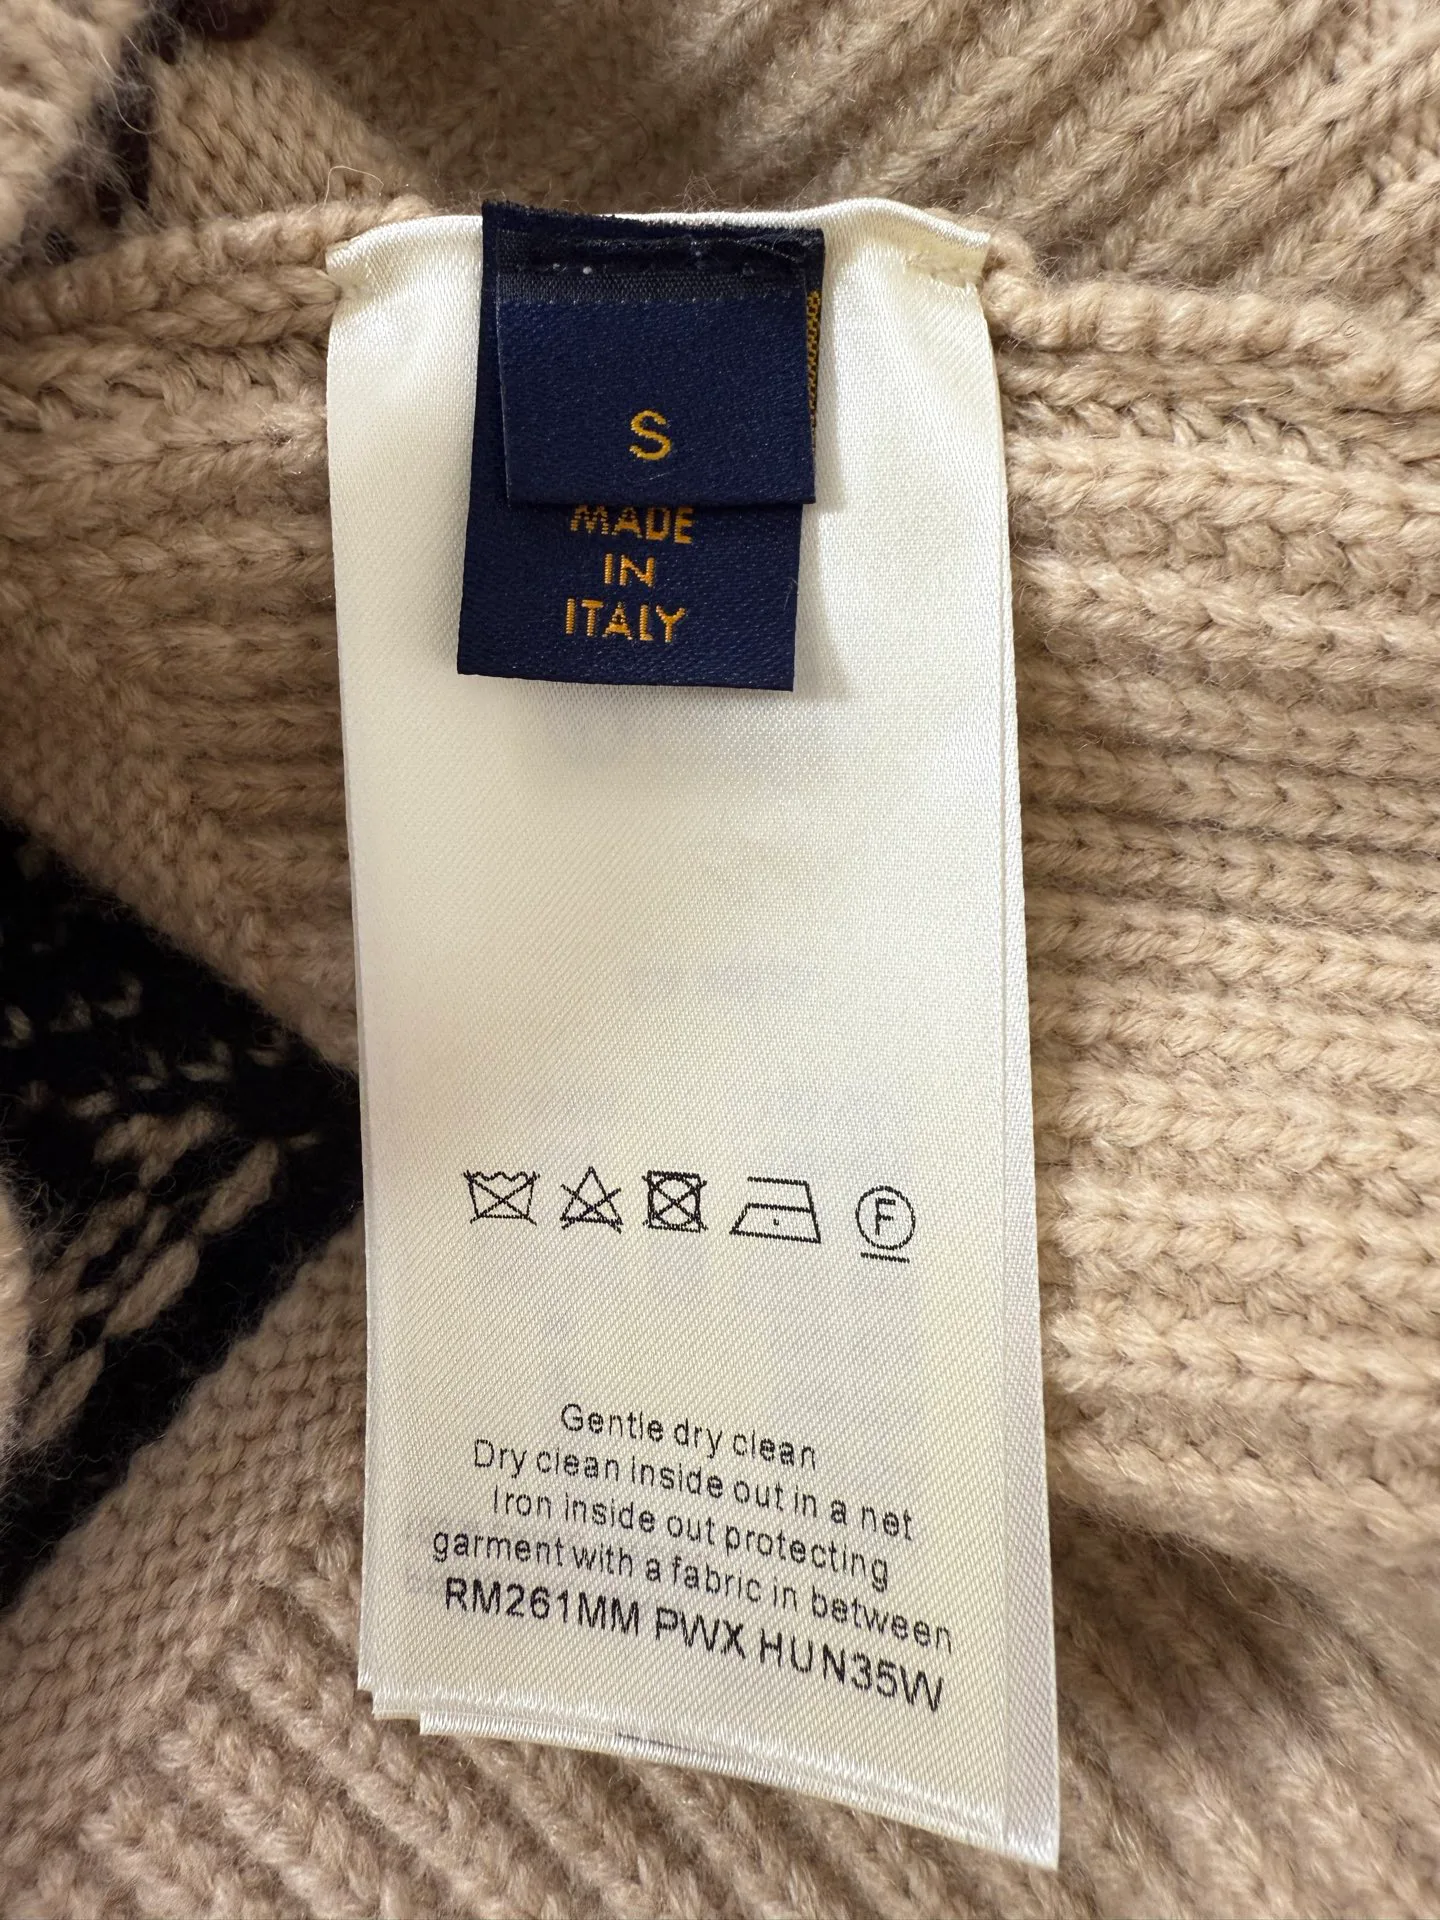 S
MADE
IN
ITALY
F
Gentle dry clean
Dry clean inside out in a net
Iron inside out protecting
garment with a fabric in between
RM261MM PWX HUN35W